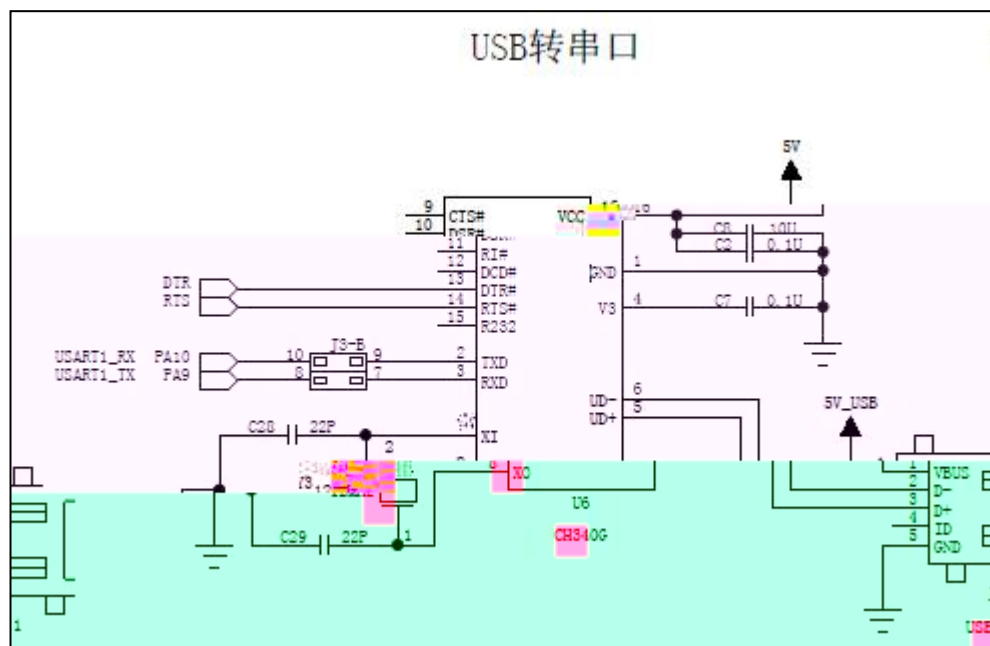 USB转串口
5V
9 CTS# VCC
10 DSR#
C8 10U
11 RI# C2 0.1U
12 DCD# GND 1
DTR 13 DTR#
RTS 14 RTS# V3 4 C7 0.1U
15 R232
J3-B
USART1_RX PA10 10 9 2 TXD
USART1_TX PA9 8 7 3 RXD
UD- 6
UD+ 5 5V_USB
C28 22P XI
2
XO 1 VBUS
2 D-
U6 3 D+
4 ID
C29 22P 1 CH340G 5 GND
1 USB